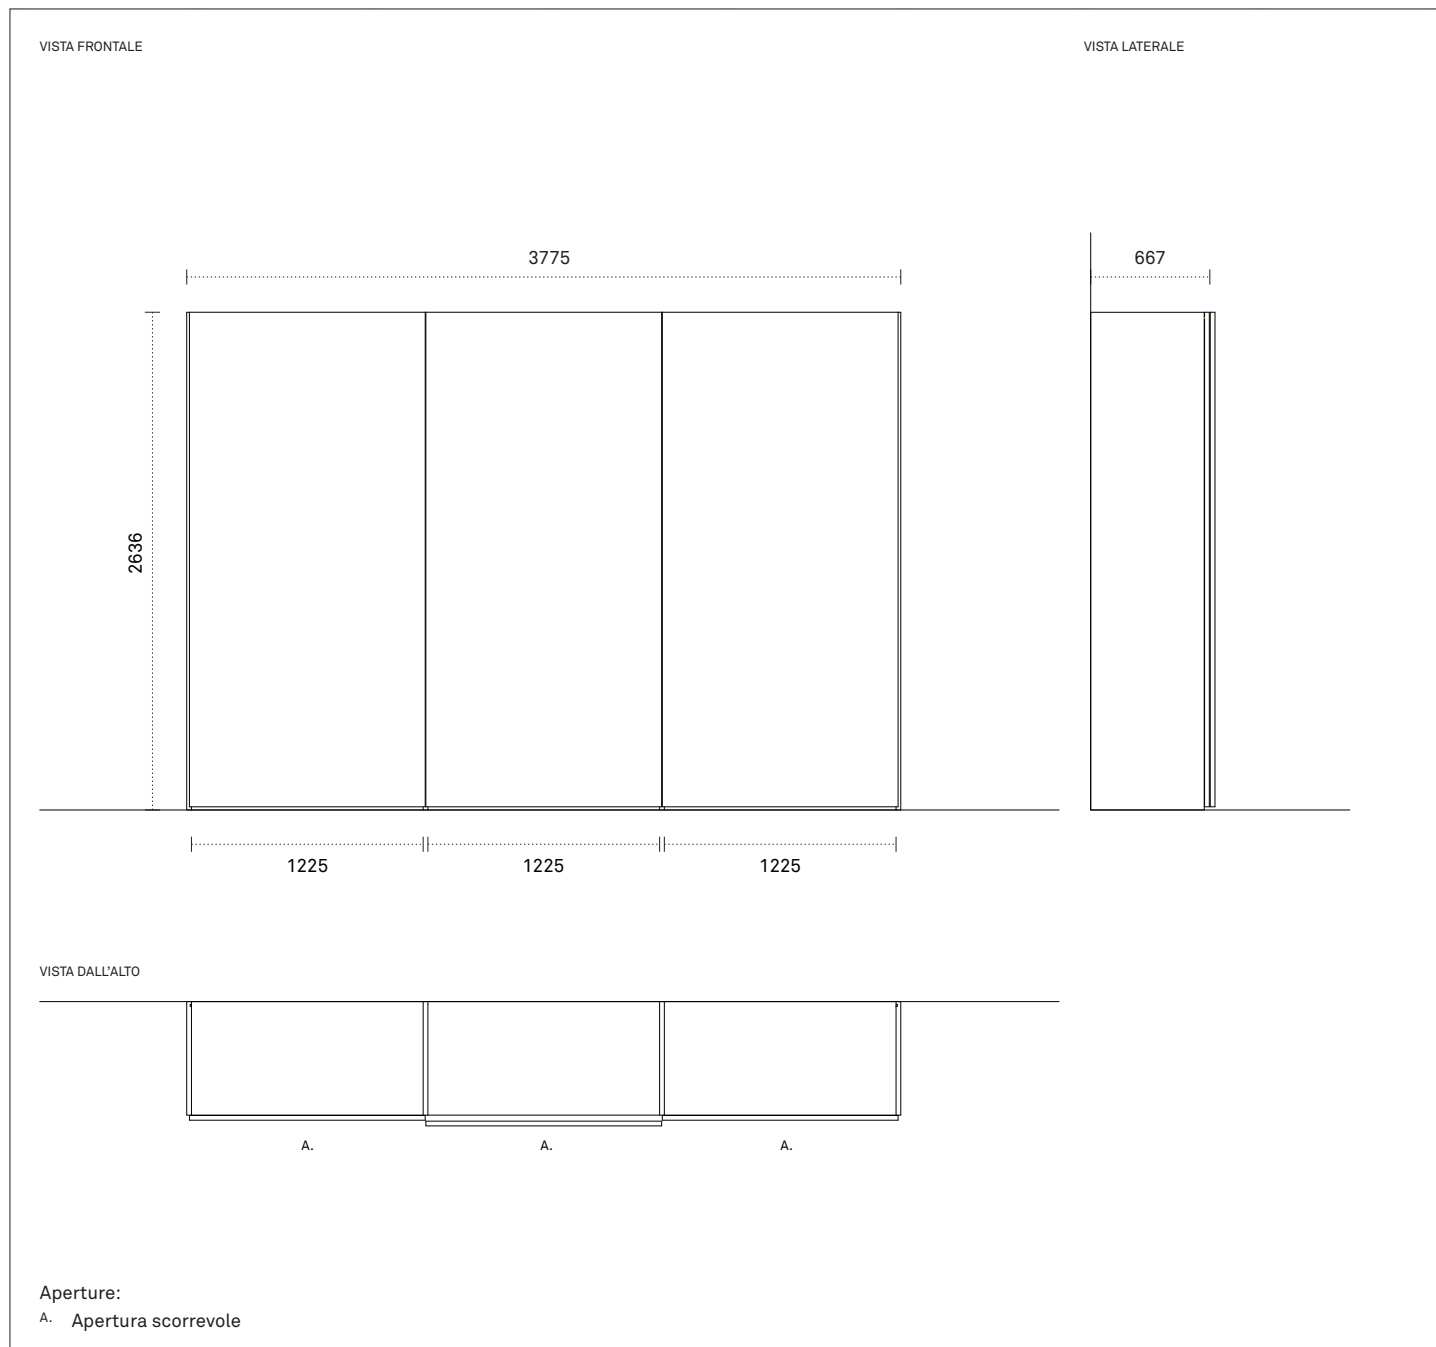 VISTA FRONTALE
VISTA LATERALE
3775
667
2636
1225
1225
1225
VISTA DALL'ALTO
A.
A.
A.
Aperture:
A. Apertura scorrevole